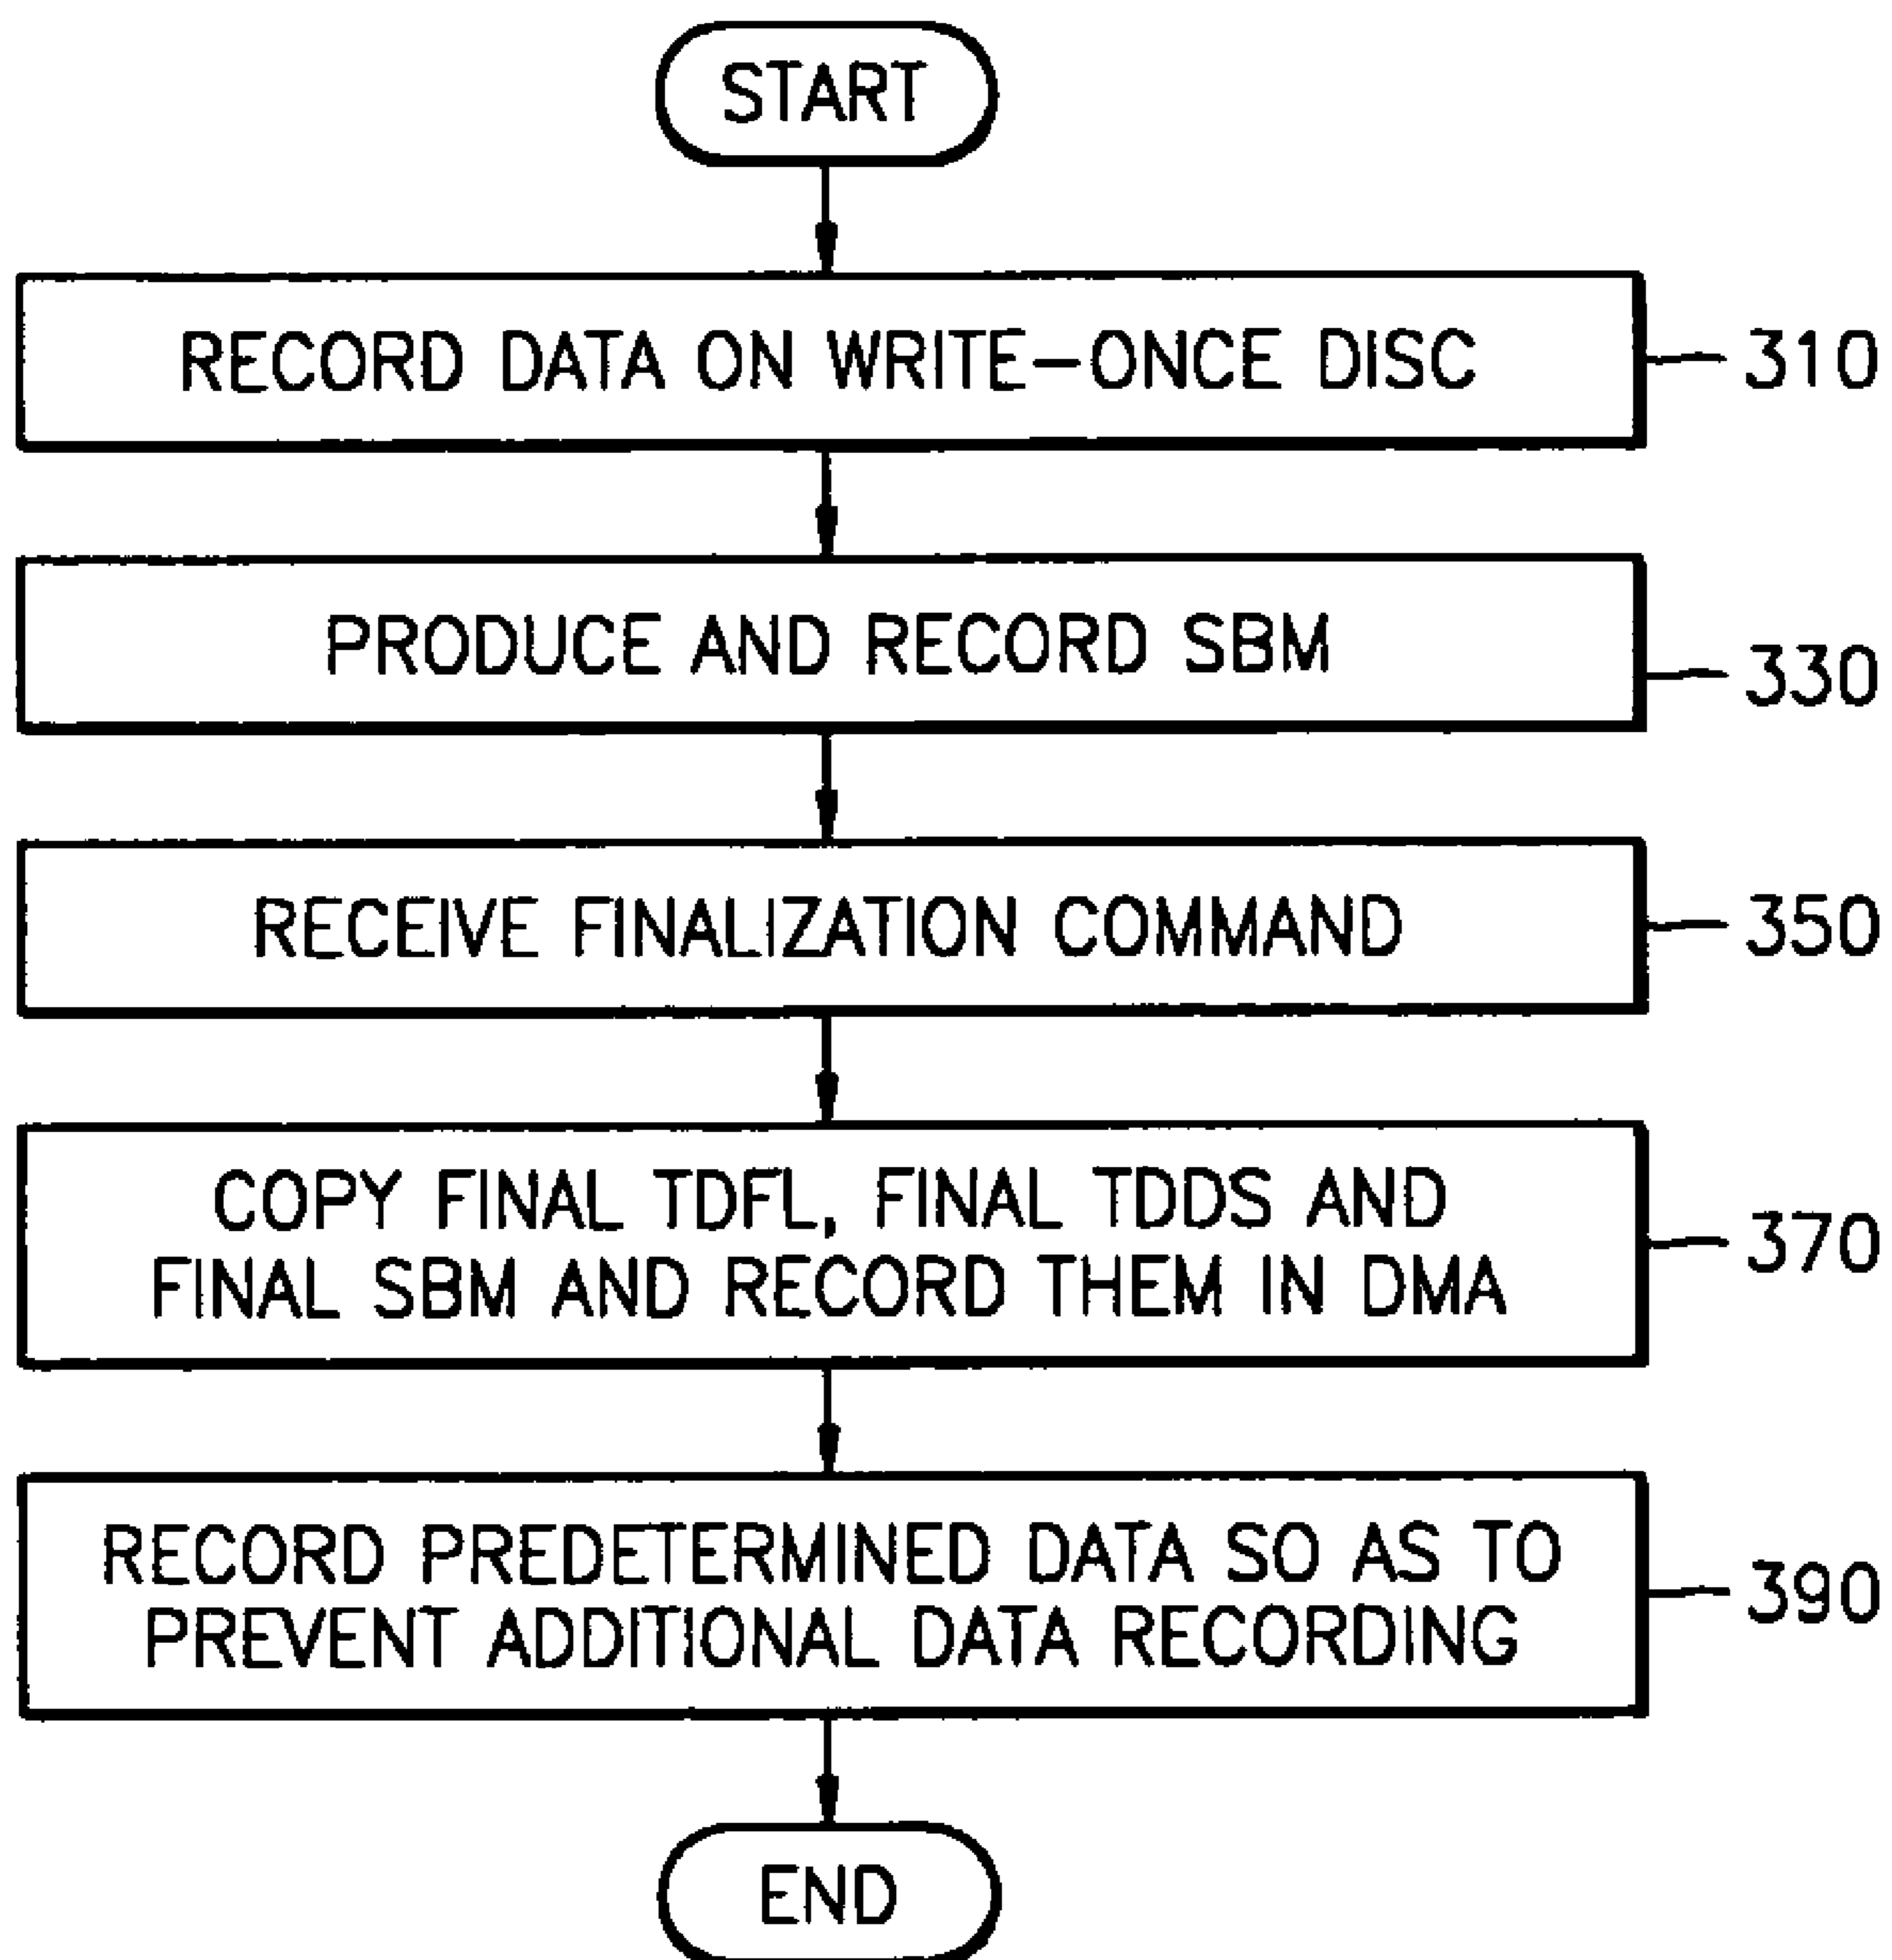 START
RECORD DATA ON WRITE-ONCE DISC
310
PRODUCE AND RECORD SBM
330
RECEIVE FINALIZATION COMMAND
350
COPY FINAL TDFL, FINAL TDDS AND
FINAL SBM AND RECORD THEM IN DMA
370
RECORD PREDETERMINED DATA SO AS TO
PREVENT ADDITIONAL DATA RECORDING
390
END